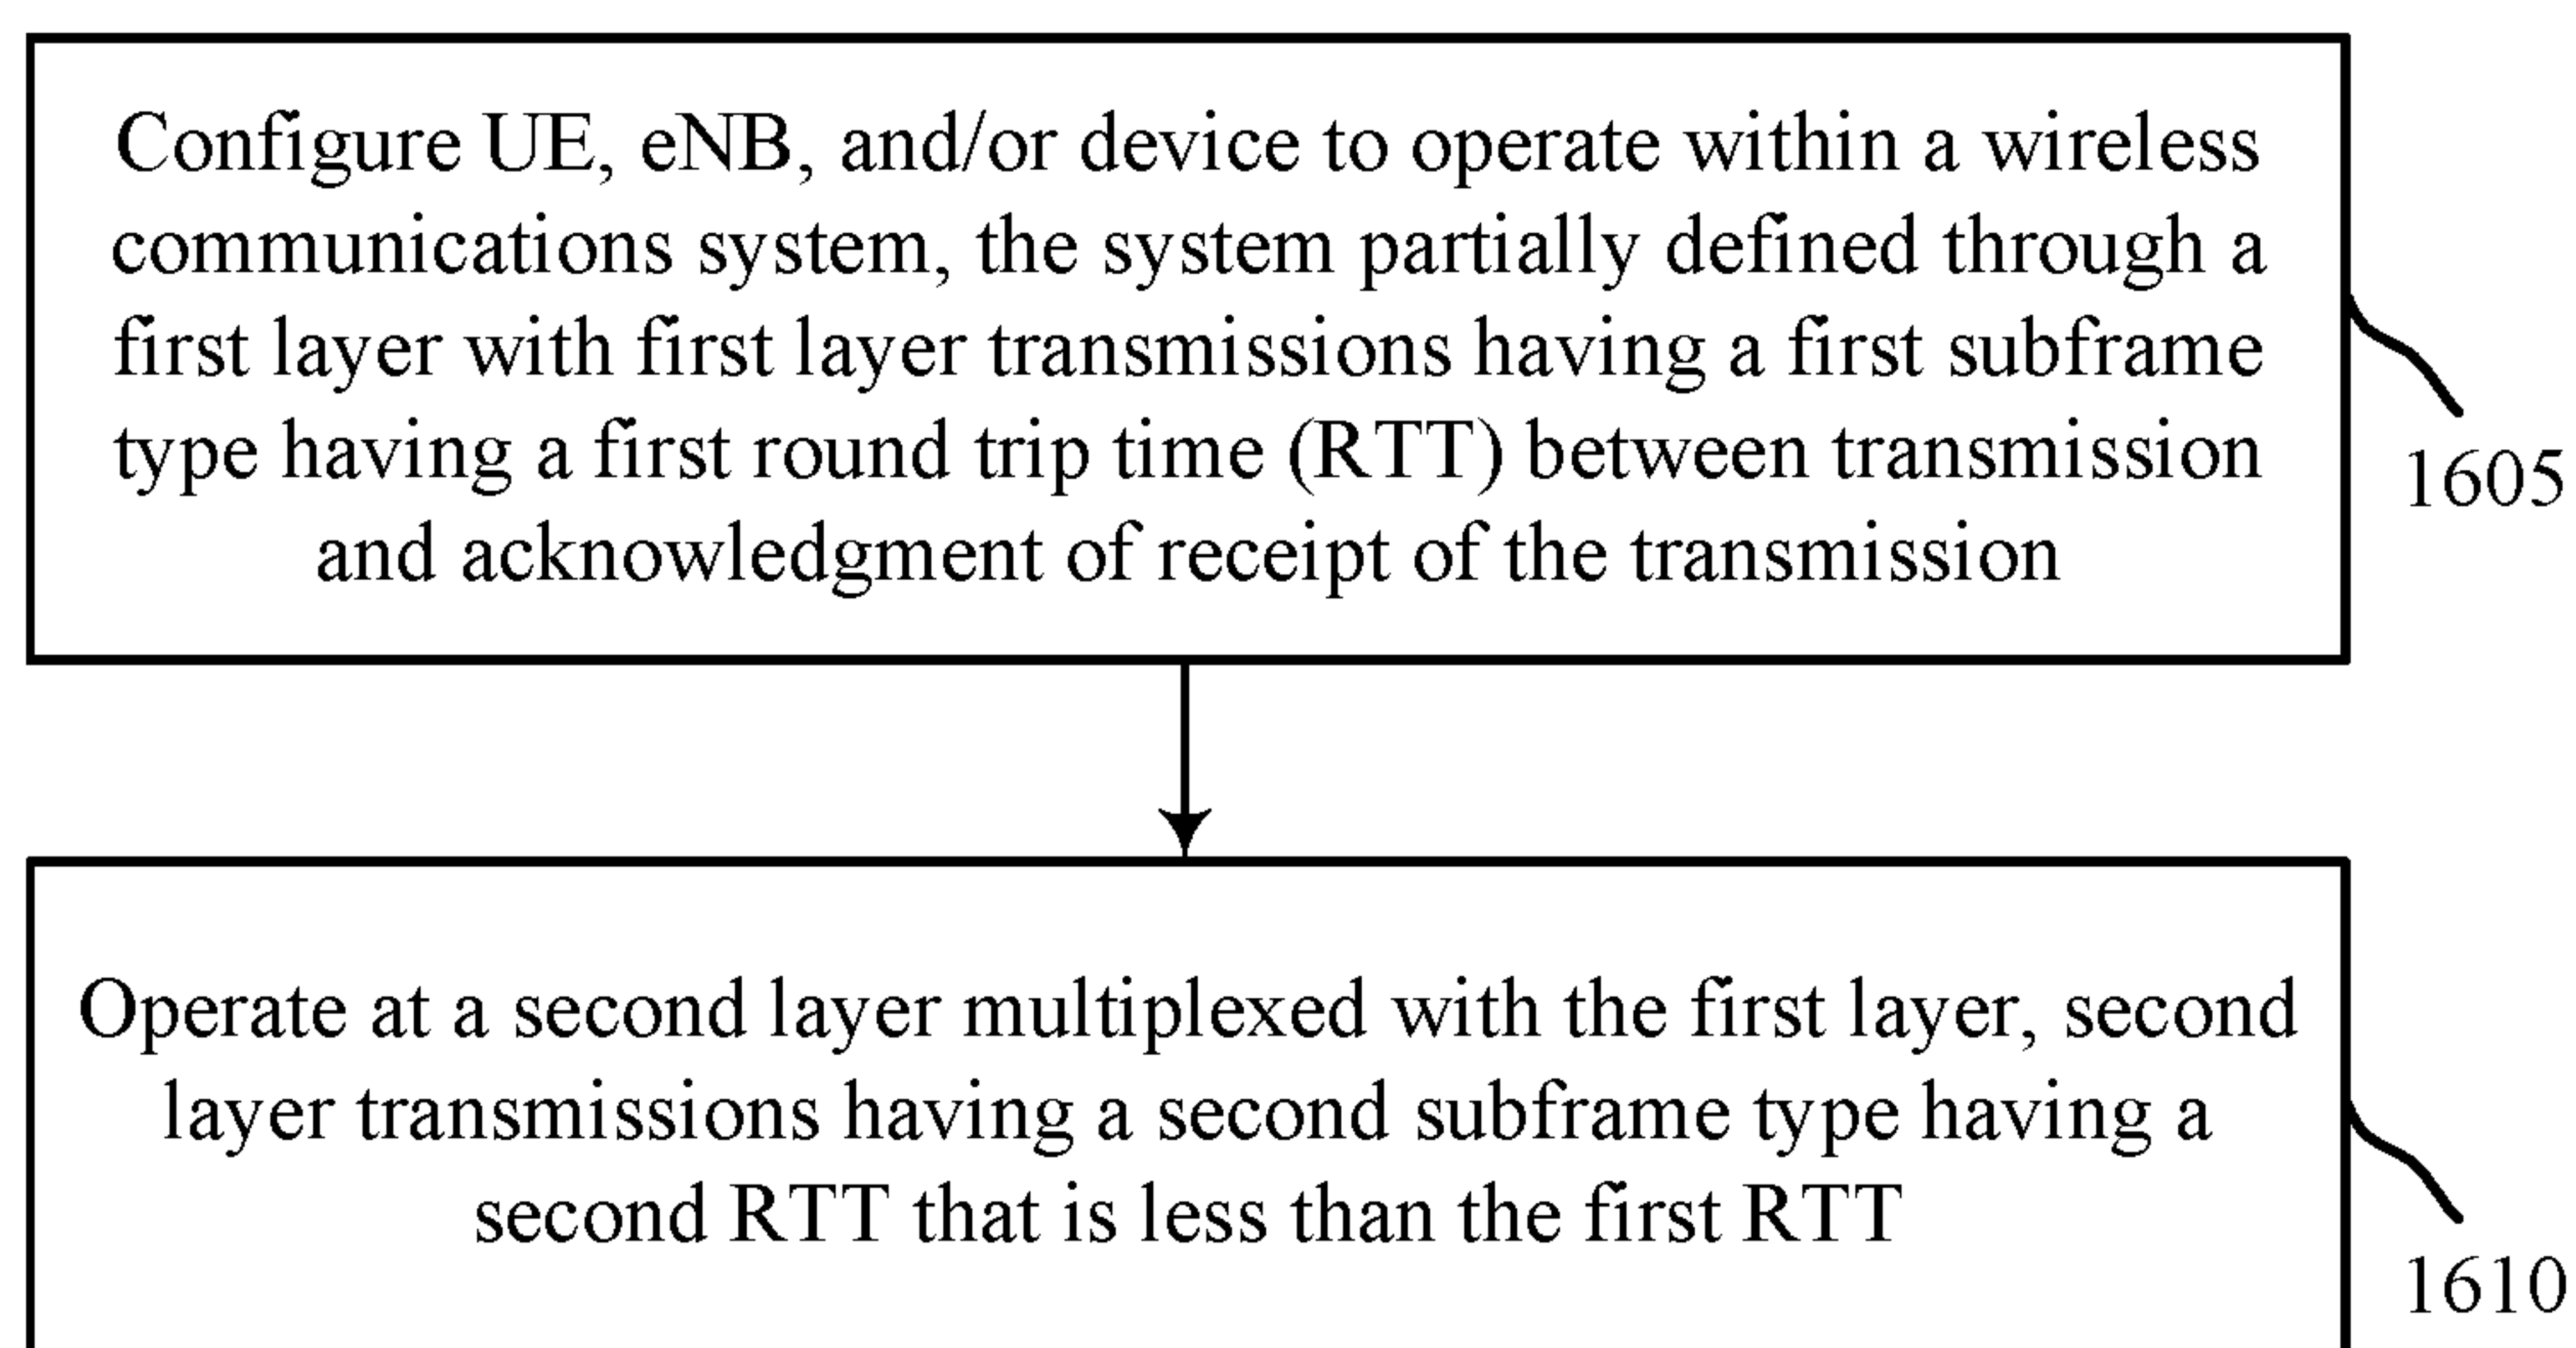 Configure UE, eNB, and/or device to operate within a wireless
communications system, the system partially defined through a
first layer with first layer transmissions having a first subframe
type having a first round trip time (RTT) between transmission
and acknowledgment of receipt of the transmission
1605
Operate at a second layer multiplexed with the first layer, second
layer transmissions having a second subframe type having a
second RTT that is less than the first RTT
1610